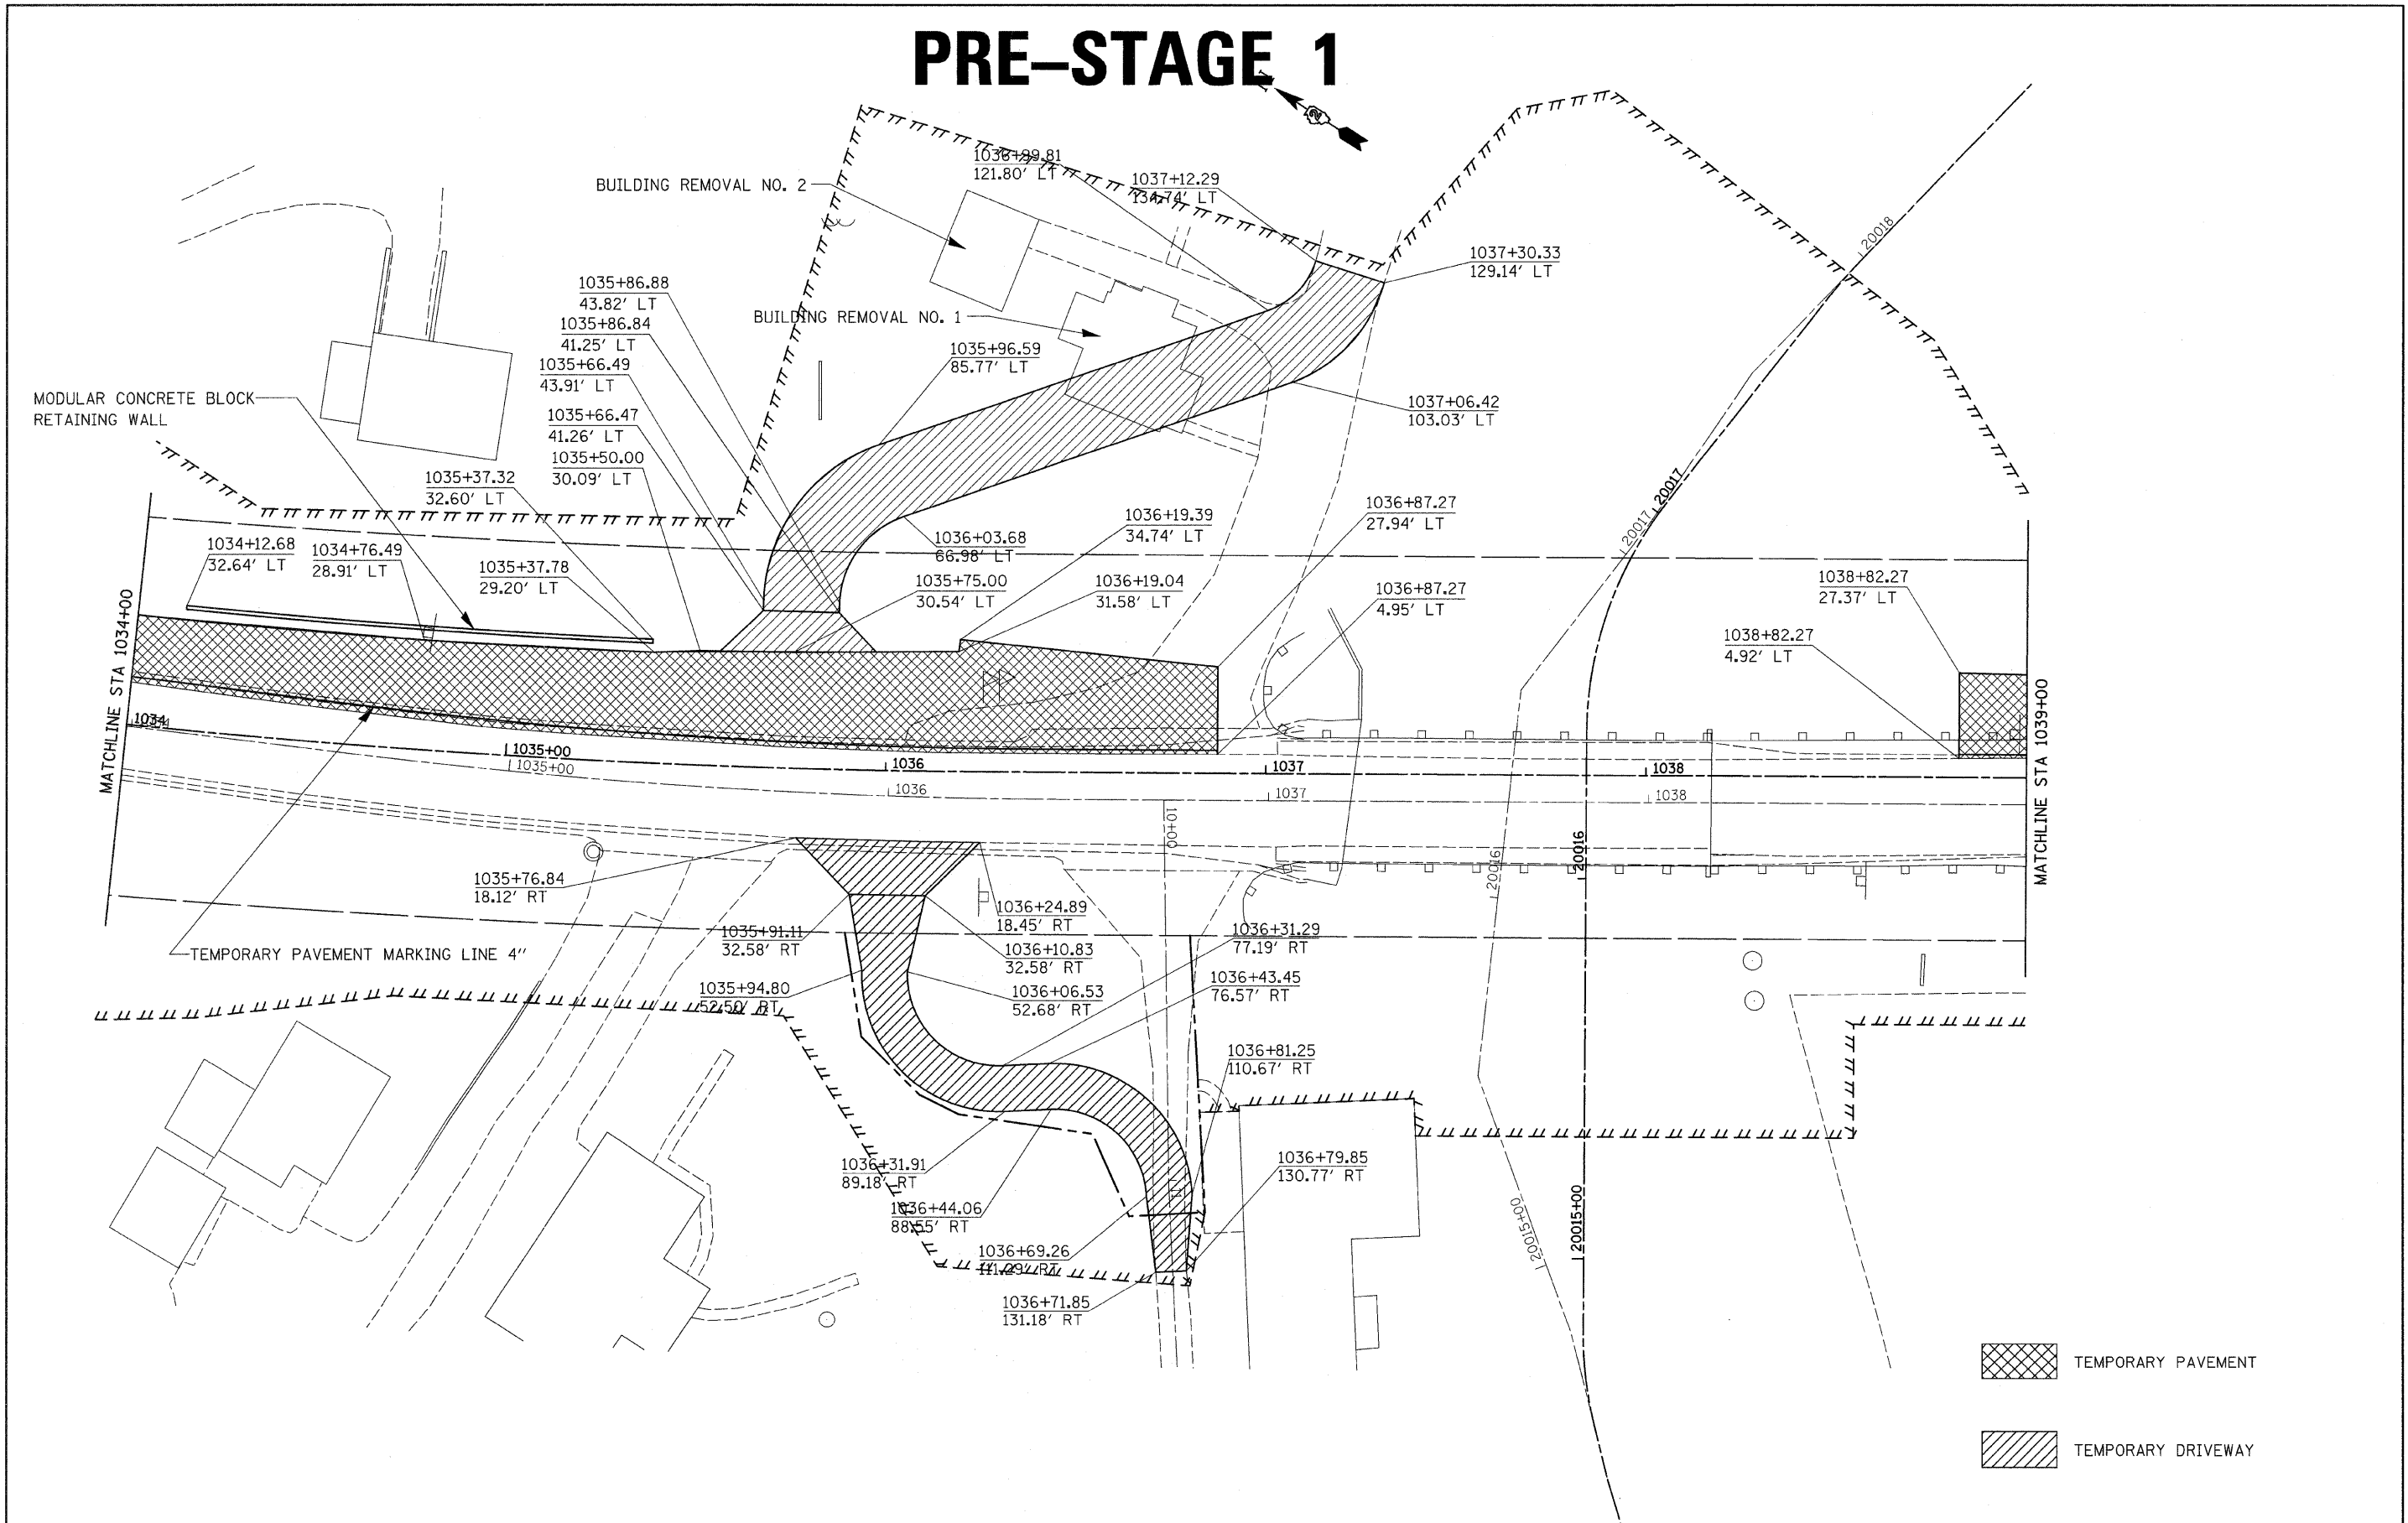 PRE–STAGE 1
BUILDING REMOVAL NO. 2
1036+99.81
121.80' LT
1037+12.29
134.74' LT
1037+30.33
129.14' LT
20018
1035+86.88
43.82' LT
BUILDING REMOVAL NO. 1
1035+86.84
41.25' LT
1035+96.59
85.77' LT
1035+66.49
43.91' LT
MODULAR CONCRETE BLOCK
RETAINING WALL
1035+66.47
41.26' LT
1037+06.42
103.03' LT
1035+50.00
30.09' LT
1035+37.32
32.60' LT
20017
20017
1036+87.27
27.94' LT
1036+19.39
34.74' LT
1034+12.68
32.64' LT
1034+76.49
28.91' LT
1036+03.68
66.98' LT
1035+37.78
29.20' LT
1035+75.00
30.54' LT
1036+19.04
31.58' LT
1036+87.27
4.95' LT
1038+82.27
27.37' LT
1038+82.27
4.92' LT
MATCHLINE STA 1034+00
MATCHLINE STA 1039+00
1034
1034
1035+00
1035+00
1036
1036
1037
1037
1038
1038
10+00
20016
20016
1035+76.84
18.12' RT
1036+24.89
18.45' RT
1035+91.11
32.58' RT
1036+10.83
32.58' RT
1036+31.29
77.19' RT
TEMPORARY PAVEMENT MARKING LINE 4"
1036+43.45
76.57' RT
1035+94.80
52.50' RT
1036+06.53
52.68' RT
1036+81.25
110.67' RT
1036+31.91
89.18' RT
1036+79.85
130.77' RT
1036+44.06
88.55' RT
1036+69.26
111.29' RT
1036+71.85
131.18' RT
20015+00
20015+00
TEMPORARY PAVEMENT
TEMPORARY DRIVEWAY